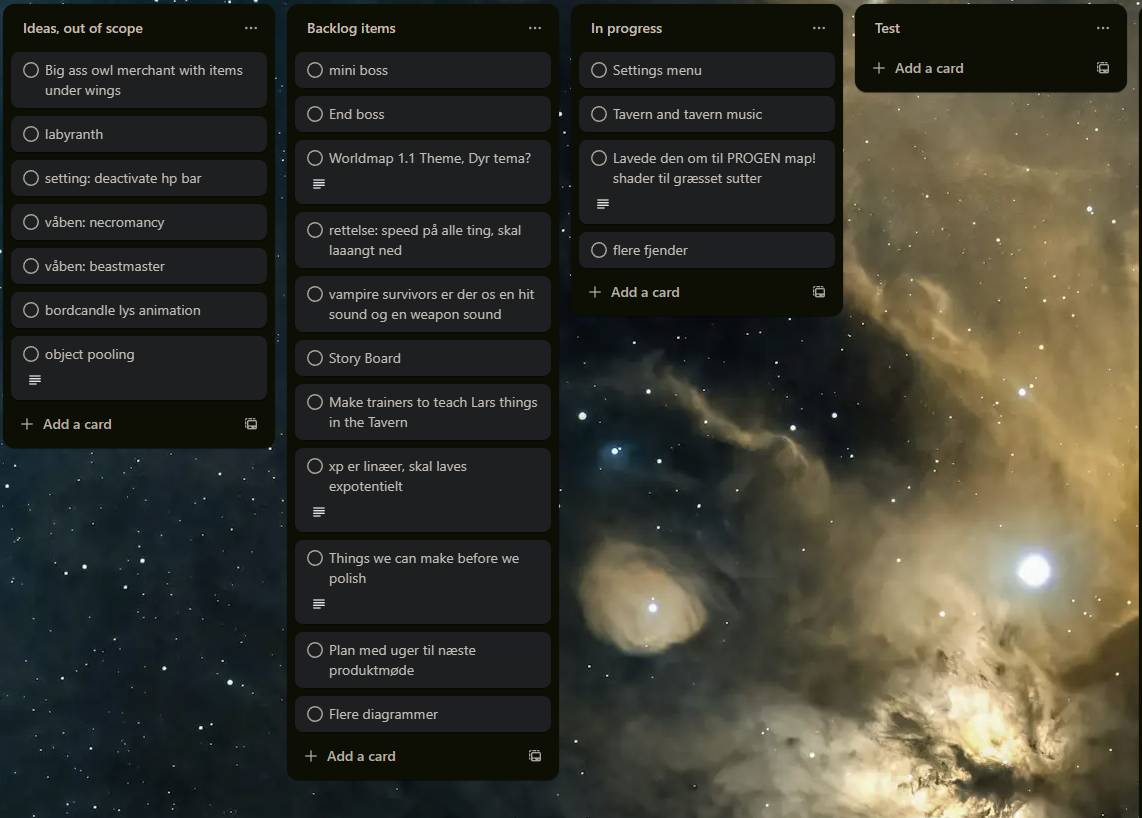 Ideas, out of scope
Big ass owl merchant with items
under wings
labyranth
setting: deactivate hp bar
våben: necromancy
våben: beastmaster
bordcandle lys animation
object pooling
Add a card
Backlog items
mini boss
End boss
Worldmap 1.1 Theme, Dyr tema?
rettelse: speed på alle ting, skal
laaangt ned
vampire survivors er der os en hit
sound og en weapon sound
Story Board
Make trainers to teach Lars things
in the Tavern
xp er linæer, skal laves
expotentielt
Things we can make before we
polish
Plan med uger til næste
produktmøde
Flere diagrammer
Add a card
In progress
Settings menu
Tavern and tavern music
Lavede den om til PROGEN map!
shader til græsset sutter
flere fjender
Add a card
Test
Add a card